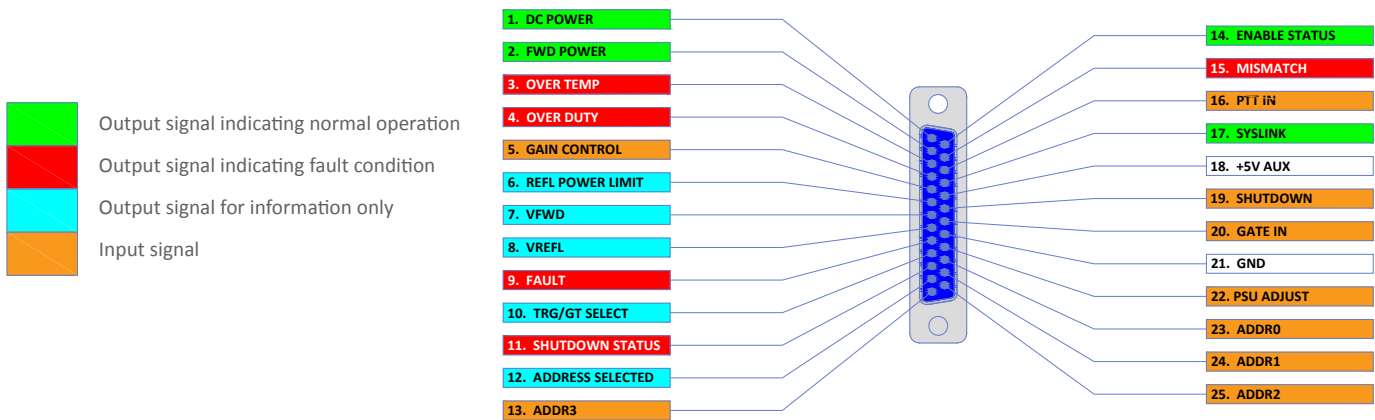 Output signal indicating normal operation
Output signal indicating fault condition
Output signal for information only
Input signal
1. DC POWER
2. FWD POWER
3. OVER TEMP
4. OVER DUTY
5. GAIN CONTROL
6. REFL POWER LIMIT
7. VFWD
8. VREFL
9. FAULT
10. TRG/GT SELECT
11. SHUTDOWN STATUS
12. ADDRESS SELECTED
13. ADDR3
14. ENABLE STATUS
15. MISMATCH
16. PTT iN
17. SYSLINK
18. +5V AUX
19. SHUTDOWN
20. GATE IN
21. GND
22. PSU ADJUST
23. ADDR0
24. ADDR1
25. ADDR2